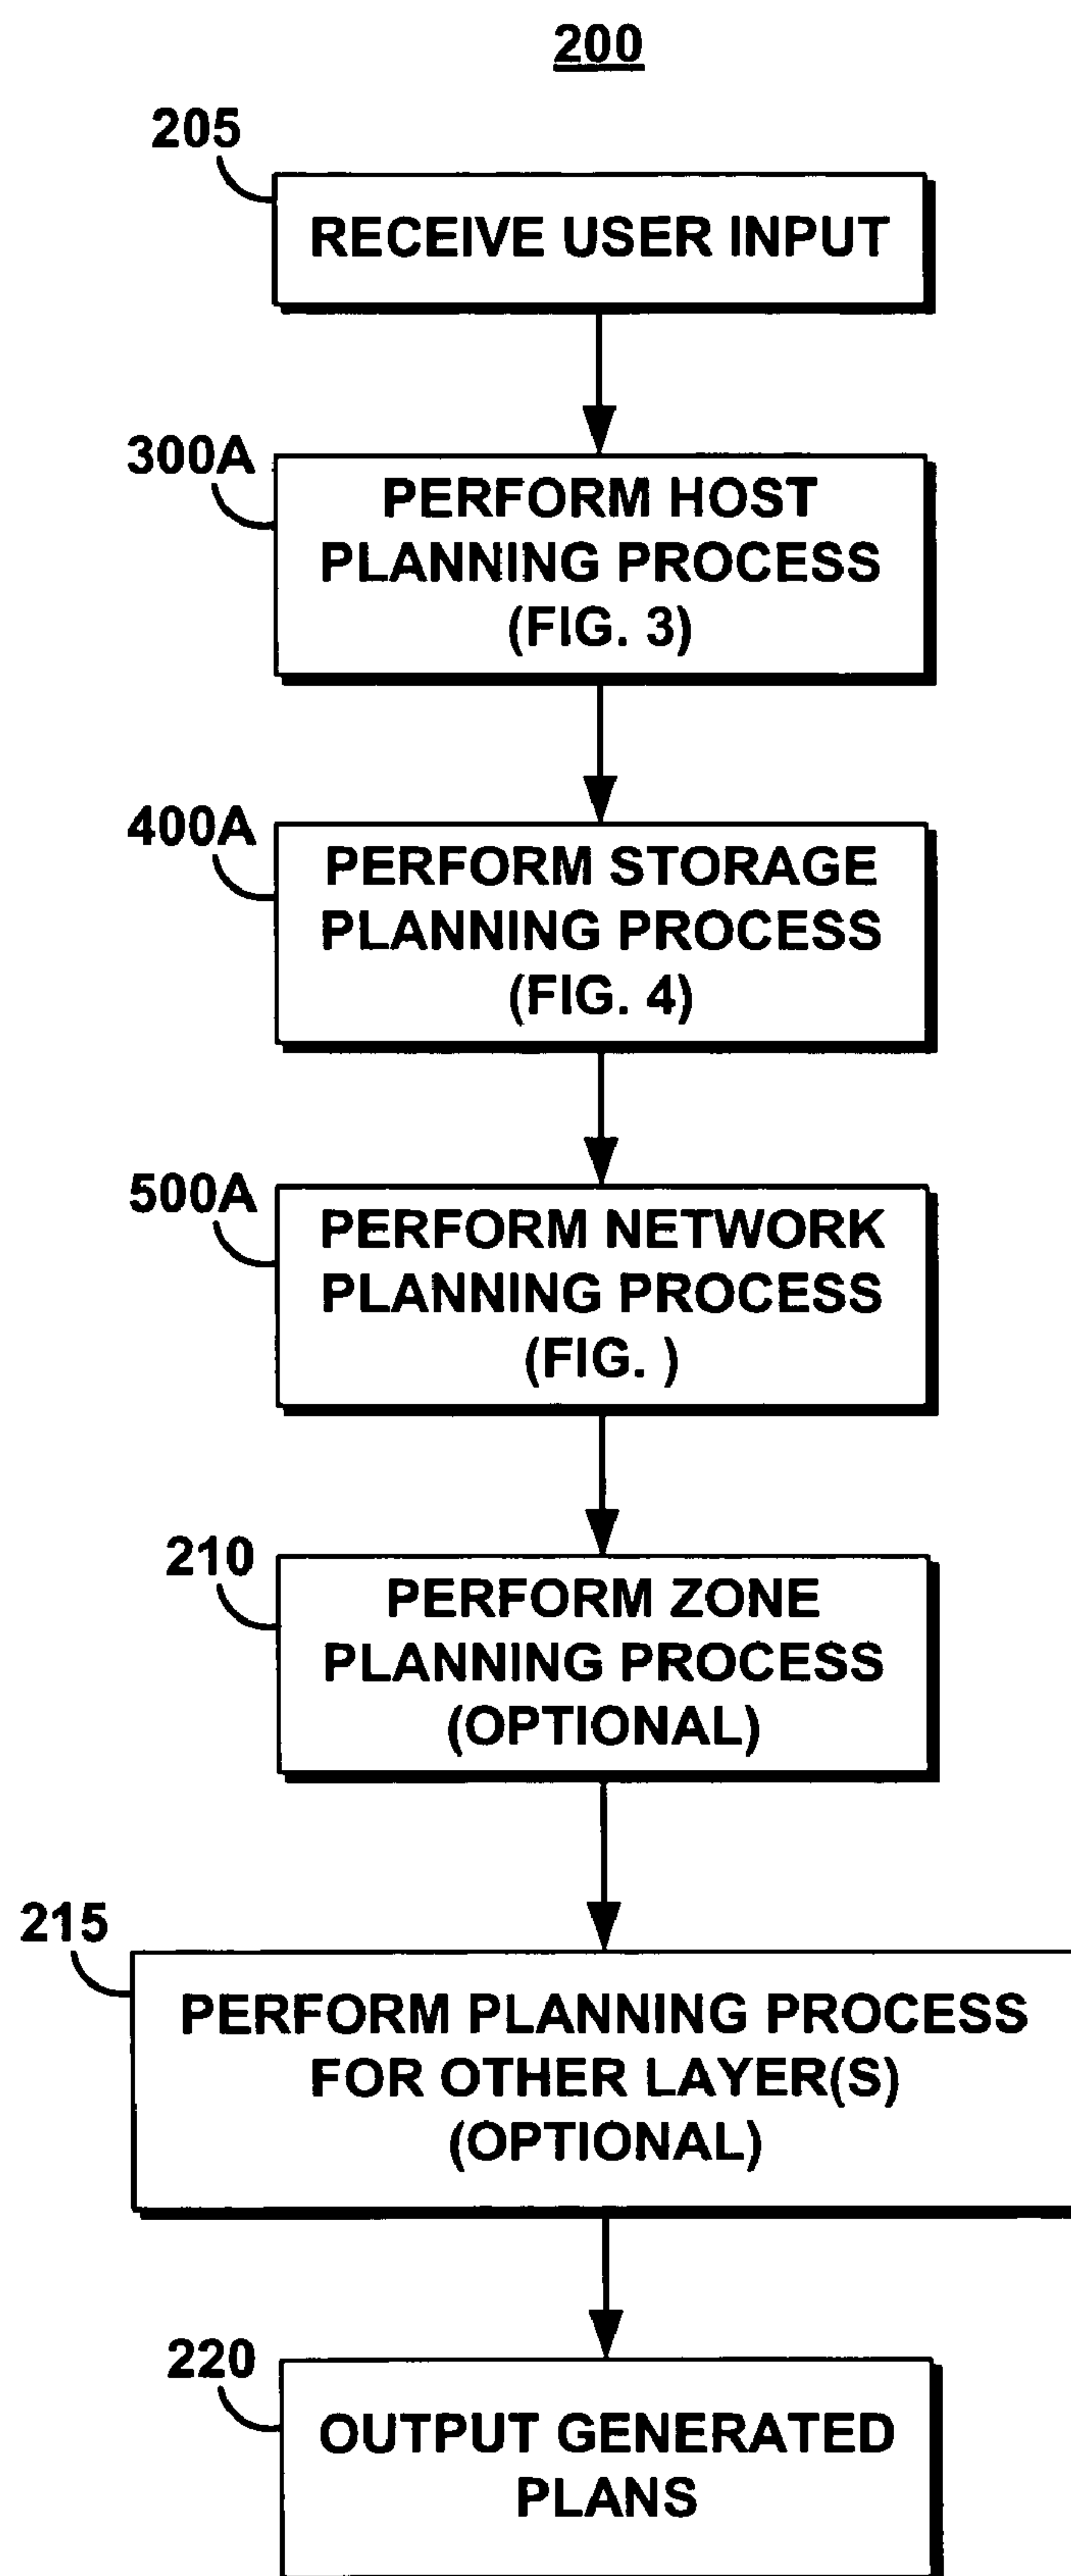 200
205
RECEIVE USER INPUT
300A
PERFORM HOST
PLANNING PROCESS
(FIG. 3)
400A
PERFORM STORAGE
PLANNING PROCESS
(FIG. 4)
500A
PERFORM NETWORK
PLANNING PROCESS
(FIG. )
210
PERFORM ZONE
PLANNING PROCESS
(OPTIONAL)
215
PERFORM PLANNING PROCESS
FOR OTHER LAYER(S)
(OPTIONAL)
220
OUTPUT GENERATED
PLANS